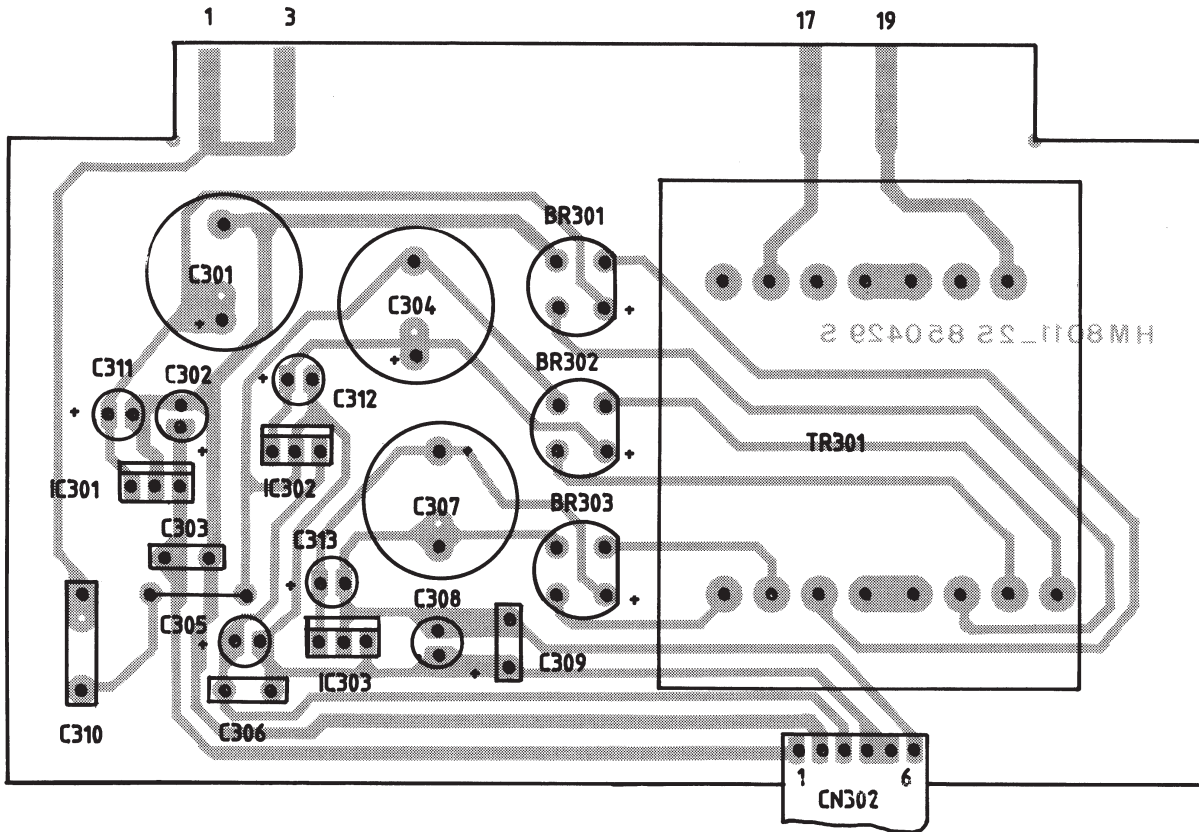 1 3 17 19
BR301
C301
C304
+
+
HM8011_2S 850429 S
+
BR302
C311 C302
+
C312
+
TR301
+
+
IC301
IC302
C307
BR303
C303
C313
+
C308
+
C305
+
IC303
+
C309
C310
C306
1 6
CN302